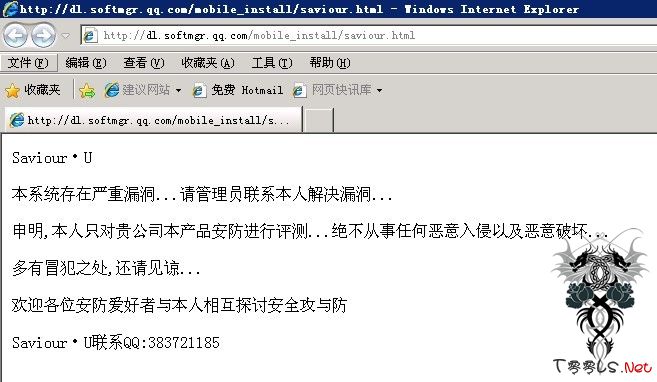 http://dl.softmgr.qq.com/mobile_install/saviour.html - Windows Internet Explorer
http://dl.softmgr.qq.com/mobile_install/saviour.html
文件(F) 编辑(E) 查看(V) 收藏夹(A) 工具(T) 帮助(H)
收藏夹 建议网站 免费 Hotmail 网页快讯库
http://dl.softmgr.qq.com/mobile_install/s...
Saviour·U
本系统存在严重漏洞...请管理员联系本人解决漏洞...
申明,本人只对贵公司本产品安防进行评测...绝不从事任何恶意入侵以及恶意破坏...
多有冒犯之处,还请见谅...
欢迎各位安防爱好者与本人相互探讨安全攻与防
Saviour·U联系QQ:383721185
.Net